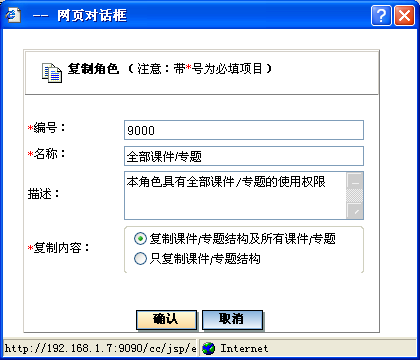 -- 网页对话框
复制角色 （注意：带*号为必填项目）
*编号：
9000
*名称：
全部课件/专题
描述：
本角色具有全部课件/专题的使用权限
*复制内容：
复制课件/专题结构及所有课件/专题
只复制课件/专题结构
确认 取消
http://192.168.1.7:9090/cc/jsp/e Internet